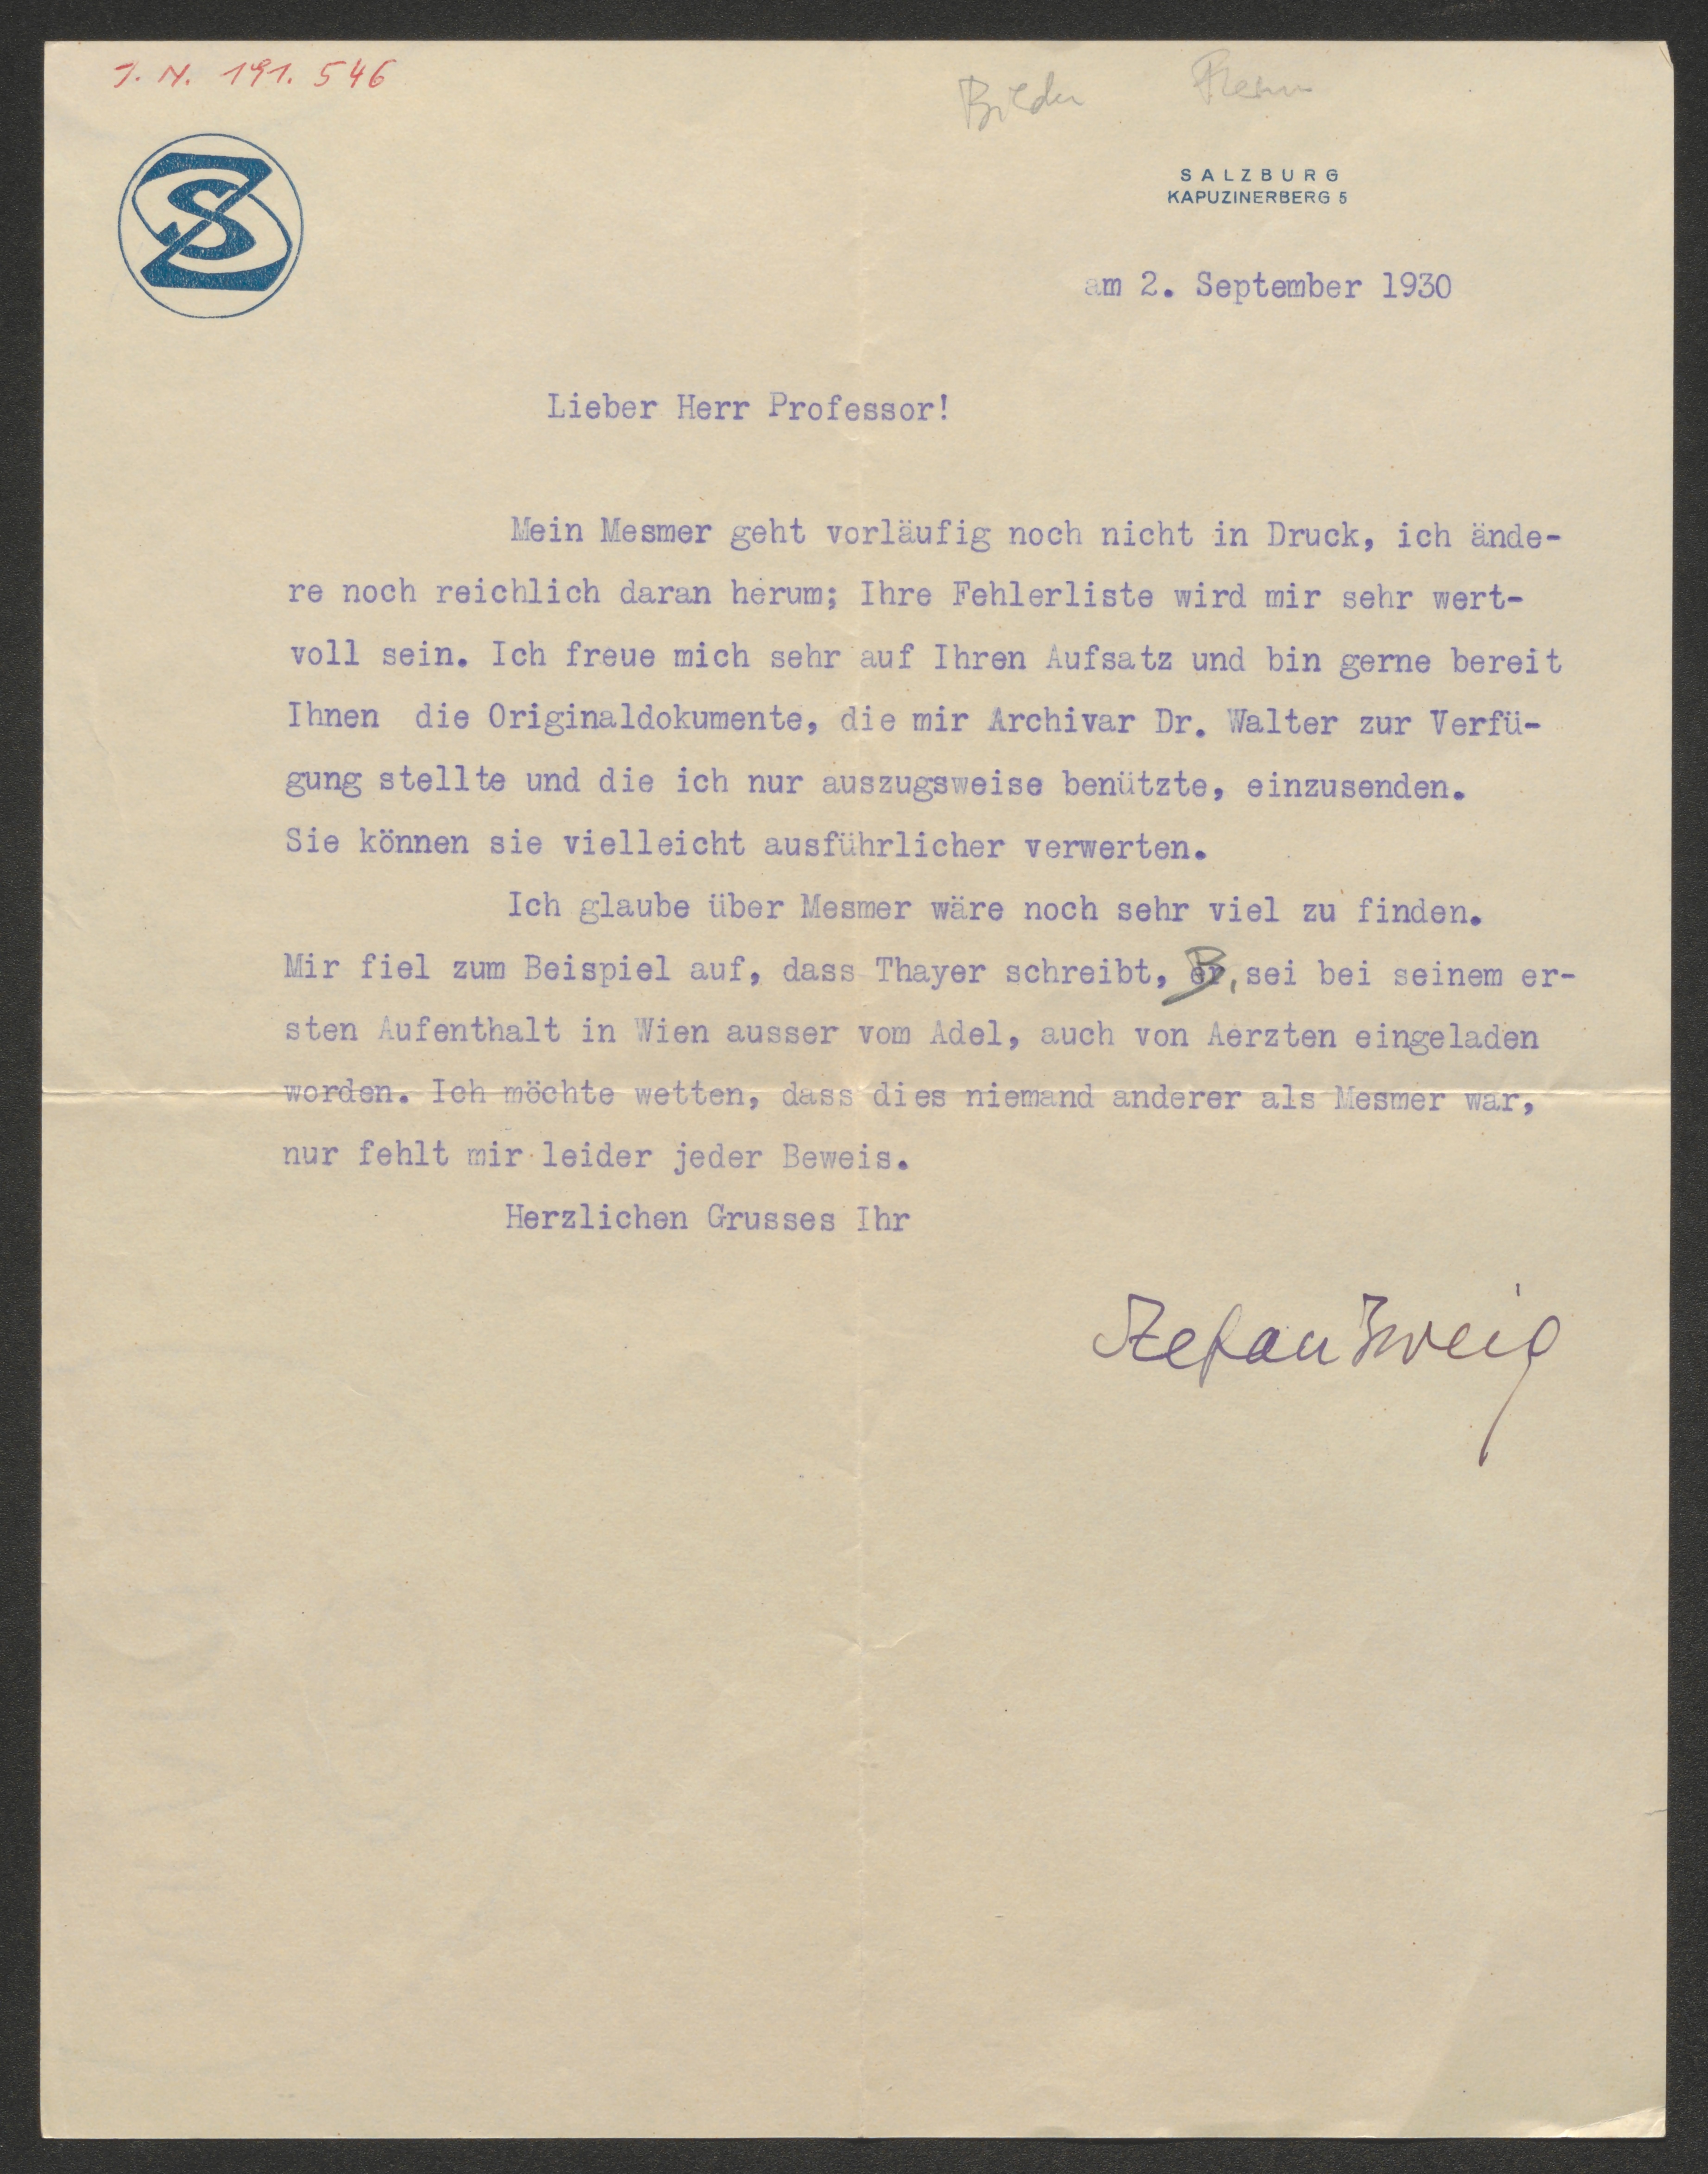 J. N. 191. 546
Bilder
SZ
SALZBURG
KAPUZINERBERG 5
am 2. September 1930
Lieber Herr Professor!
Mein Mesmer geht vorläufig noch nicht in Druck, ich ände-
re noch reichlich daran herum; Ihre Fehlerliste wird mir sehr wert-
voll sein. Ich freue mich sehr auf Ihren Aufsatz und bin gerne bereit
Ihnen die Originaldokumente, die mir Archivar Dr. Walter zur Verfü-
gung stellte und die ich nur auszugsweise benützte, einzusenden.
Sie können sie vielleicht ausführlicher verwerten.
Ich glaube über Mesmer wäre noch sehr viel zu finden.
Mir fiel zum Beispiel auf, dass Thayer schreibt, B, sei bei seinem er-
sten Aufenthalt in Wien ausser vom Adel, auch von Aerzten eingeladen
worden. Ich möchte wetten, dass dies niemand anderer als Mesmer war,
nur fehlt mir leider jeder Beweis.
Herzlichen Grusses Ihr
Stefan Zweig